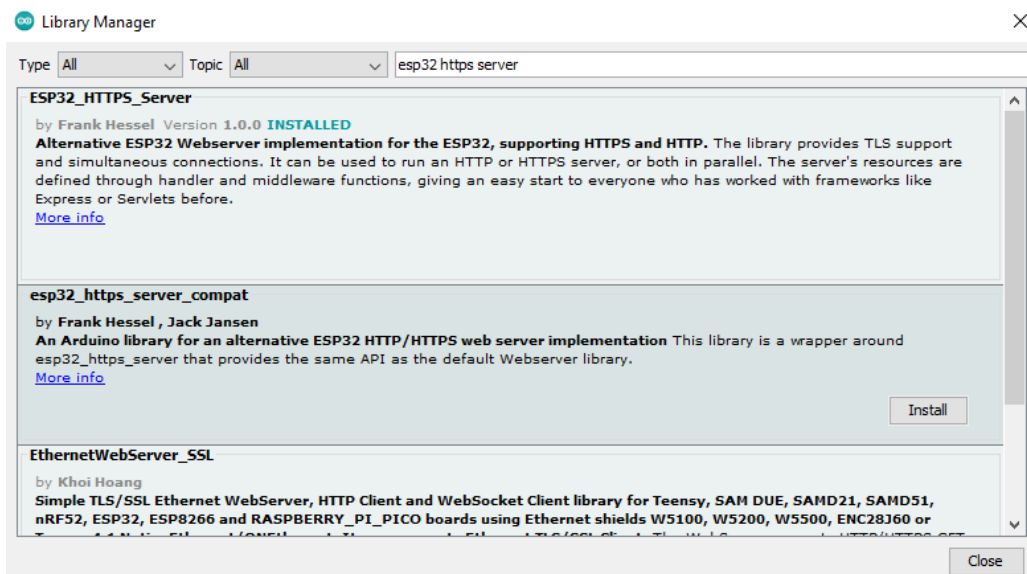 Library Manager
Type All Topic All esp32 https server
ESP32_HTTPS_Server
by Frank Hessel Version 1.0.0 INSTALLED
Alternative ESP32 Webserver implementation for the ESP32, supporting HTTPS and HTTP. The library provides TLS support
and simultaneous connections. It can be used to run an HTTP or HTTPS server, or both in parallel. The server's resources are
defined through handler and middleware functions, giving an easy start to everyone who has worked with frameworks like
Express or Servlets before.
More info
esp32_https_server_compat
by Frank Hessel , Jack Jansen
An Arduino library for an alternative ESP32 HTTP/HTTPS web server implementation This library is a wrapper around
esp32_https_server that provides the same API as the default Webserver library.
More info
Install
EthernetWebServer_SSL
by Khoi Hoang
Simple TLS/SSL Ethernet WebServer, HTTP Client and WebSocket Client library for Teensy, SAM DUE, SAMD21, SAMD51,
nRF52, ESP32, ESP8266 and RASPBERRY_PI_PICO boards using Ethernet shields W5100, W5200, W5500, ENC28J60 or
Close